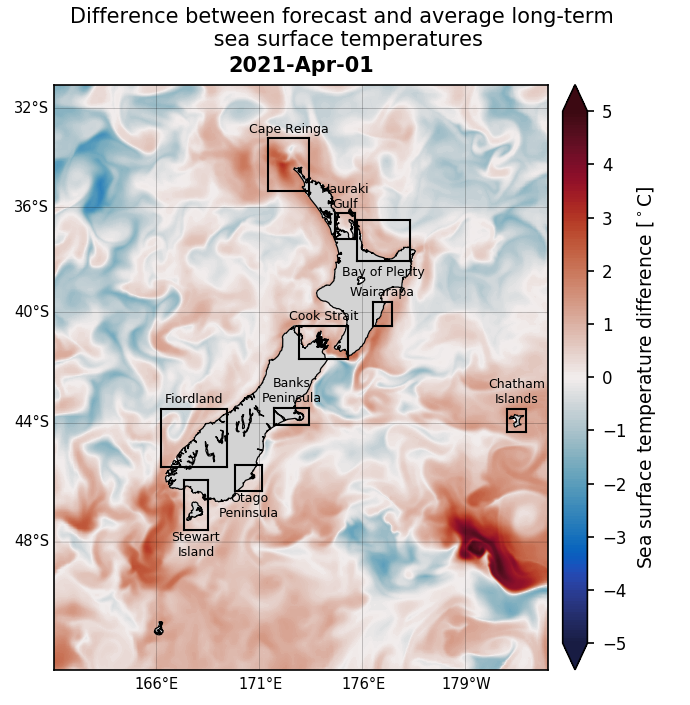 Difference between forecast and average long-term
sea surface temperatures
2021-Apr-01
32°S
36°S
40°S
44°S
48°S
166°E
171°E
176°E
179°W
Cape Reinga
Hauraki
Gulf
Bay of Plenty
Wairarapa
Cook Strait
Banks
Peninsula
Fiordland
Chatham
Islands
Otago
Peninsula
Stewart
Island
5
4
3
2
1
0
−1
−2
−3
−4
−5
Sea surface temperature difference [°C]